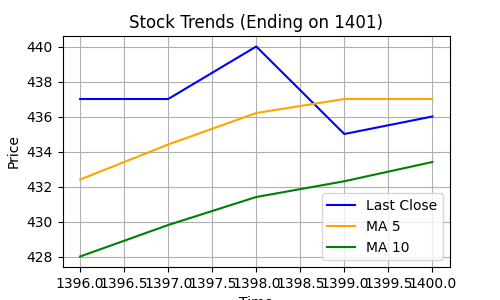 Stock Trends (Ending on 1401)
Price
440
438
436
434
432
430
428
Last Close
MA 5
MA 10
1396.0 1396.5 1397.0 1397.5 1398.0 1398.5 1399.0 1399.5 1400.0
Time